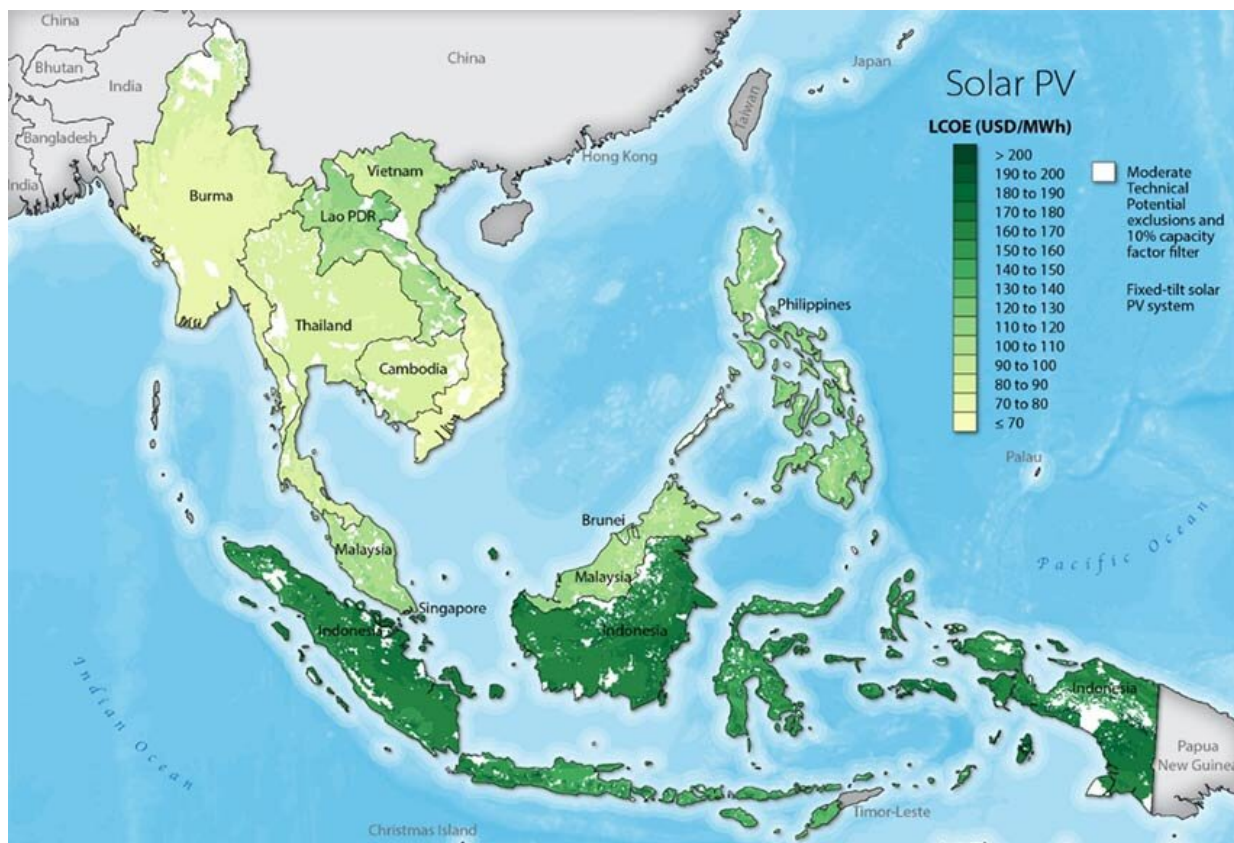 China
Bhutan
India
Bangladesh
India
China
Japan
Taiwan
Hong Kong
Burma
Vietnam
Lao PDR
Thailand
Cambodia
Philippines
Palau
Brunei
Malaysia
Malaysia
Singapore
Indonesia
Indonesia
Indonesia
Papua
New Guinea
Timor-Leste
Christmas Island
Indian Ocean
Pacific Ocean
Solar PV
LCOE (USD/MWh)
> 200
190 to 200
180 to 190
170 to 180
160 to 170
150 to 160
140 to 150
130 to 140
120 to 130
110 to 120
100 to 110
90 to 100
80 to 90
70 to 80
≤ 70
Moderate
Technical
Potential
exclusions and
10% capacity
factor filter
Fixed-tilt solar
PV system